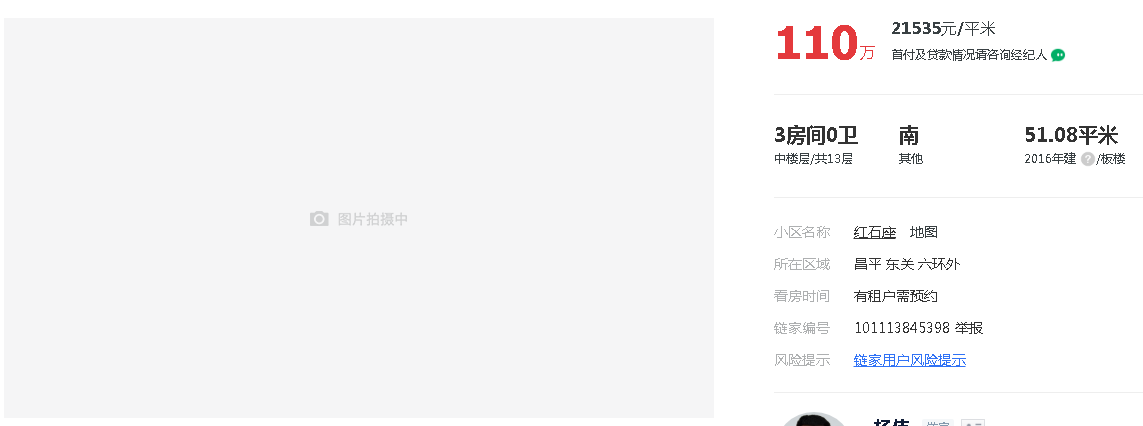 图片拍摄中
110万
21535元/平米
首付及贷款情况请咨询经纪人
3房间0卫
中楼层/共13层
南
其他
51.08平米
2016年建 ?/板楼
小区名称 红石座 地图
所在区域 昌平 东关 六环外
看房时间 有租户需预约
链家编号 101113845398 举报
风险提示 链家用户风险提示